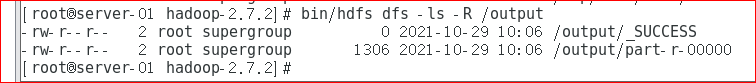 [root@server-01 hadoop-2.7.2]# bin/hdfs dfs -ls -R /output
-rw-r--r--   2 root supergroup          0 2021-10-29 10:06 /output/_SUCCESS
-rw-r--r--   2 root supergroup       1306 2021-10-29 10:06 /output/part-r-00000
[root@server-01 hadoop-2.7.2]#